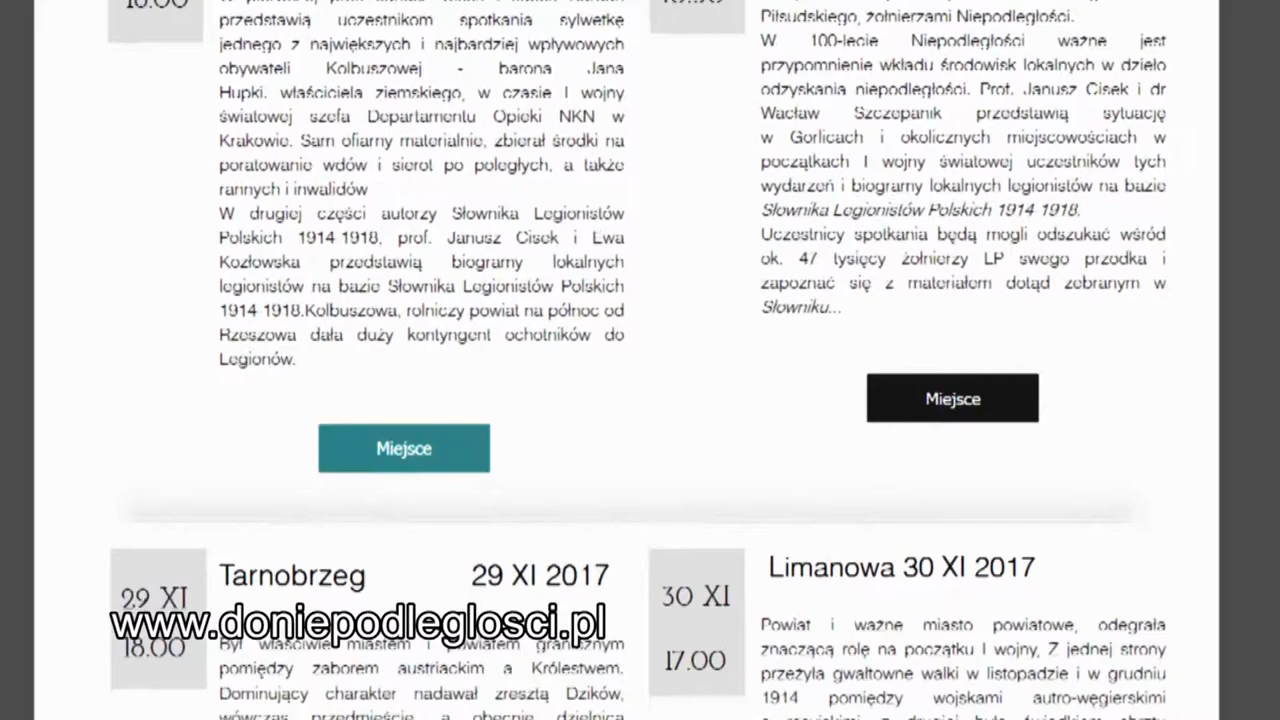 18.00
przedstawią uczestnikom spotkania sylwetkę
jednego z największych i najbardziej wpływowych
obywateli Kolbuszowej - barona Jana
Hupki, właściciela ziemskiego, w czasie I wojny
światowej szefa Departamentu Opieki NKN w
Krakowie. Sam ofiarny materialnie, zbierał środki na
poratowanie wdów i sierot po poległych, a także
rannych i inwalidów
W drugiej części autorzy Słownika Legionistów
Polskich 1914 1918, prof. Janusz Cisek i Ewa
Kozłowska przedstawią biogramy lokalnych
legionistów na bazie Słownika Legionistów Polskich
1914 1918.Kolbuszowa, rolniczy powiat na północ od
Rzeszowa dała duży kontyngent ochotników do
Legionów.
Miejsce
Piłsudskiego, żołnierzami Niepodległości.
W 100-lecie Niepodległości ważne jest
przypomnienie wkładu środowisk lokalnych w dzieło
odzyskania niepodległości. Prof. Janusz Cisek i dr
Wacław Szczepanik przedstawią sytuację
w Gorlicach i okolicznych miejscowościach w
początkach I wojny światowej uczestników tych
wydarzeń i biogramy lokalnych legionistów na bazie
Słownika Legionistów Polskich 1914 1918.
Uczestnicy spotkania będą mogli odszukać wśród
ok. 47 tysięcy żołnierzy LP swego przodka i
zapoznać się z materiałem dotąd zebranym w
Słowniku...
Miejsce
29 XI
18.00
Tarnobrzeg 29 XI 2017
www.doniepodleglosci.pl
Był właściwie miastem i powiatem granicznym
pomiędzy zaborem austriackim a Królestwem.
Dominujący charakter nadawał zresztą Dzików,
wówczas przedmieście, a obecnie dzielnica
30 XI
17.00
Limanowa 30 XI 2017
Powiat i ważne miasto powiatowe, odegrała
znaczącą rolę na początku I wojny, Z jednej strony
przeżyła gwałtowne walki w listopadzie i w grudniu
1914 pomiędzy wojskami autro-węgierskimi